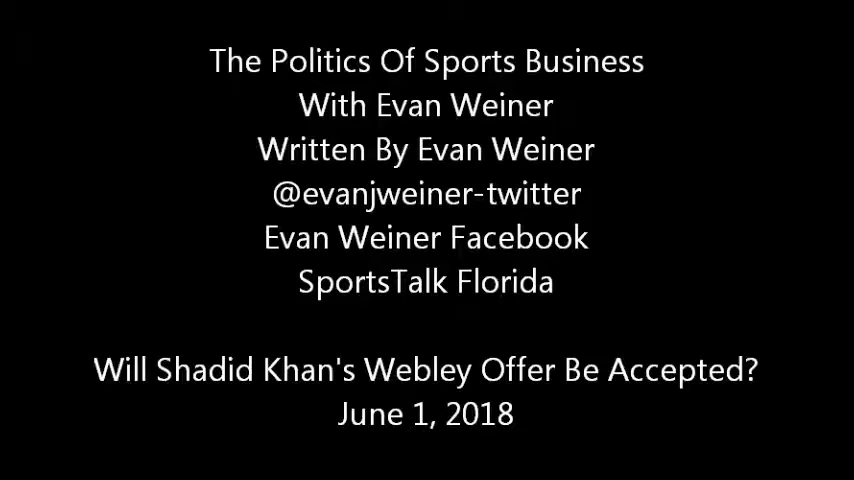 The Politics Of Sports Business
With Evan Weiner
Written By Evan Weiner
@evanjweiner-twitter
Evan Weiner Facebook
SportsTalk Florida
Will Shadid Khan's Webley Offer Be Accepted?
June 1, 2018